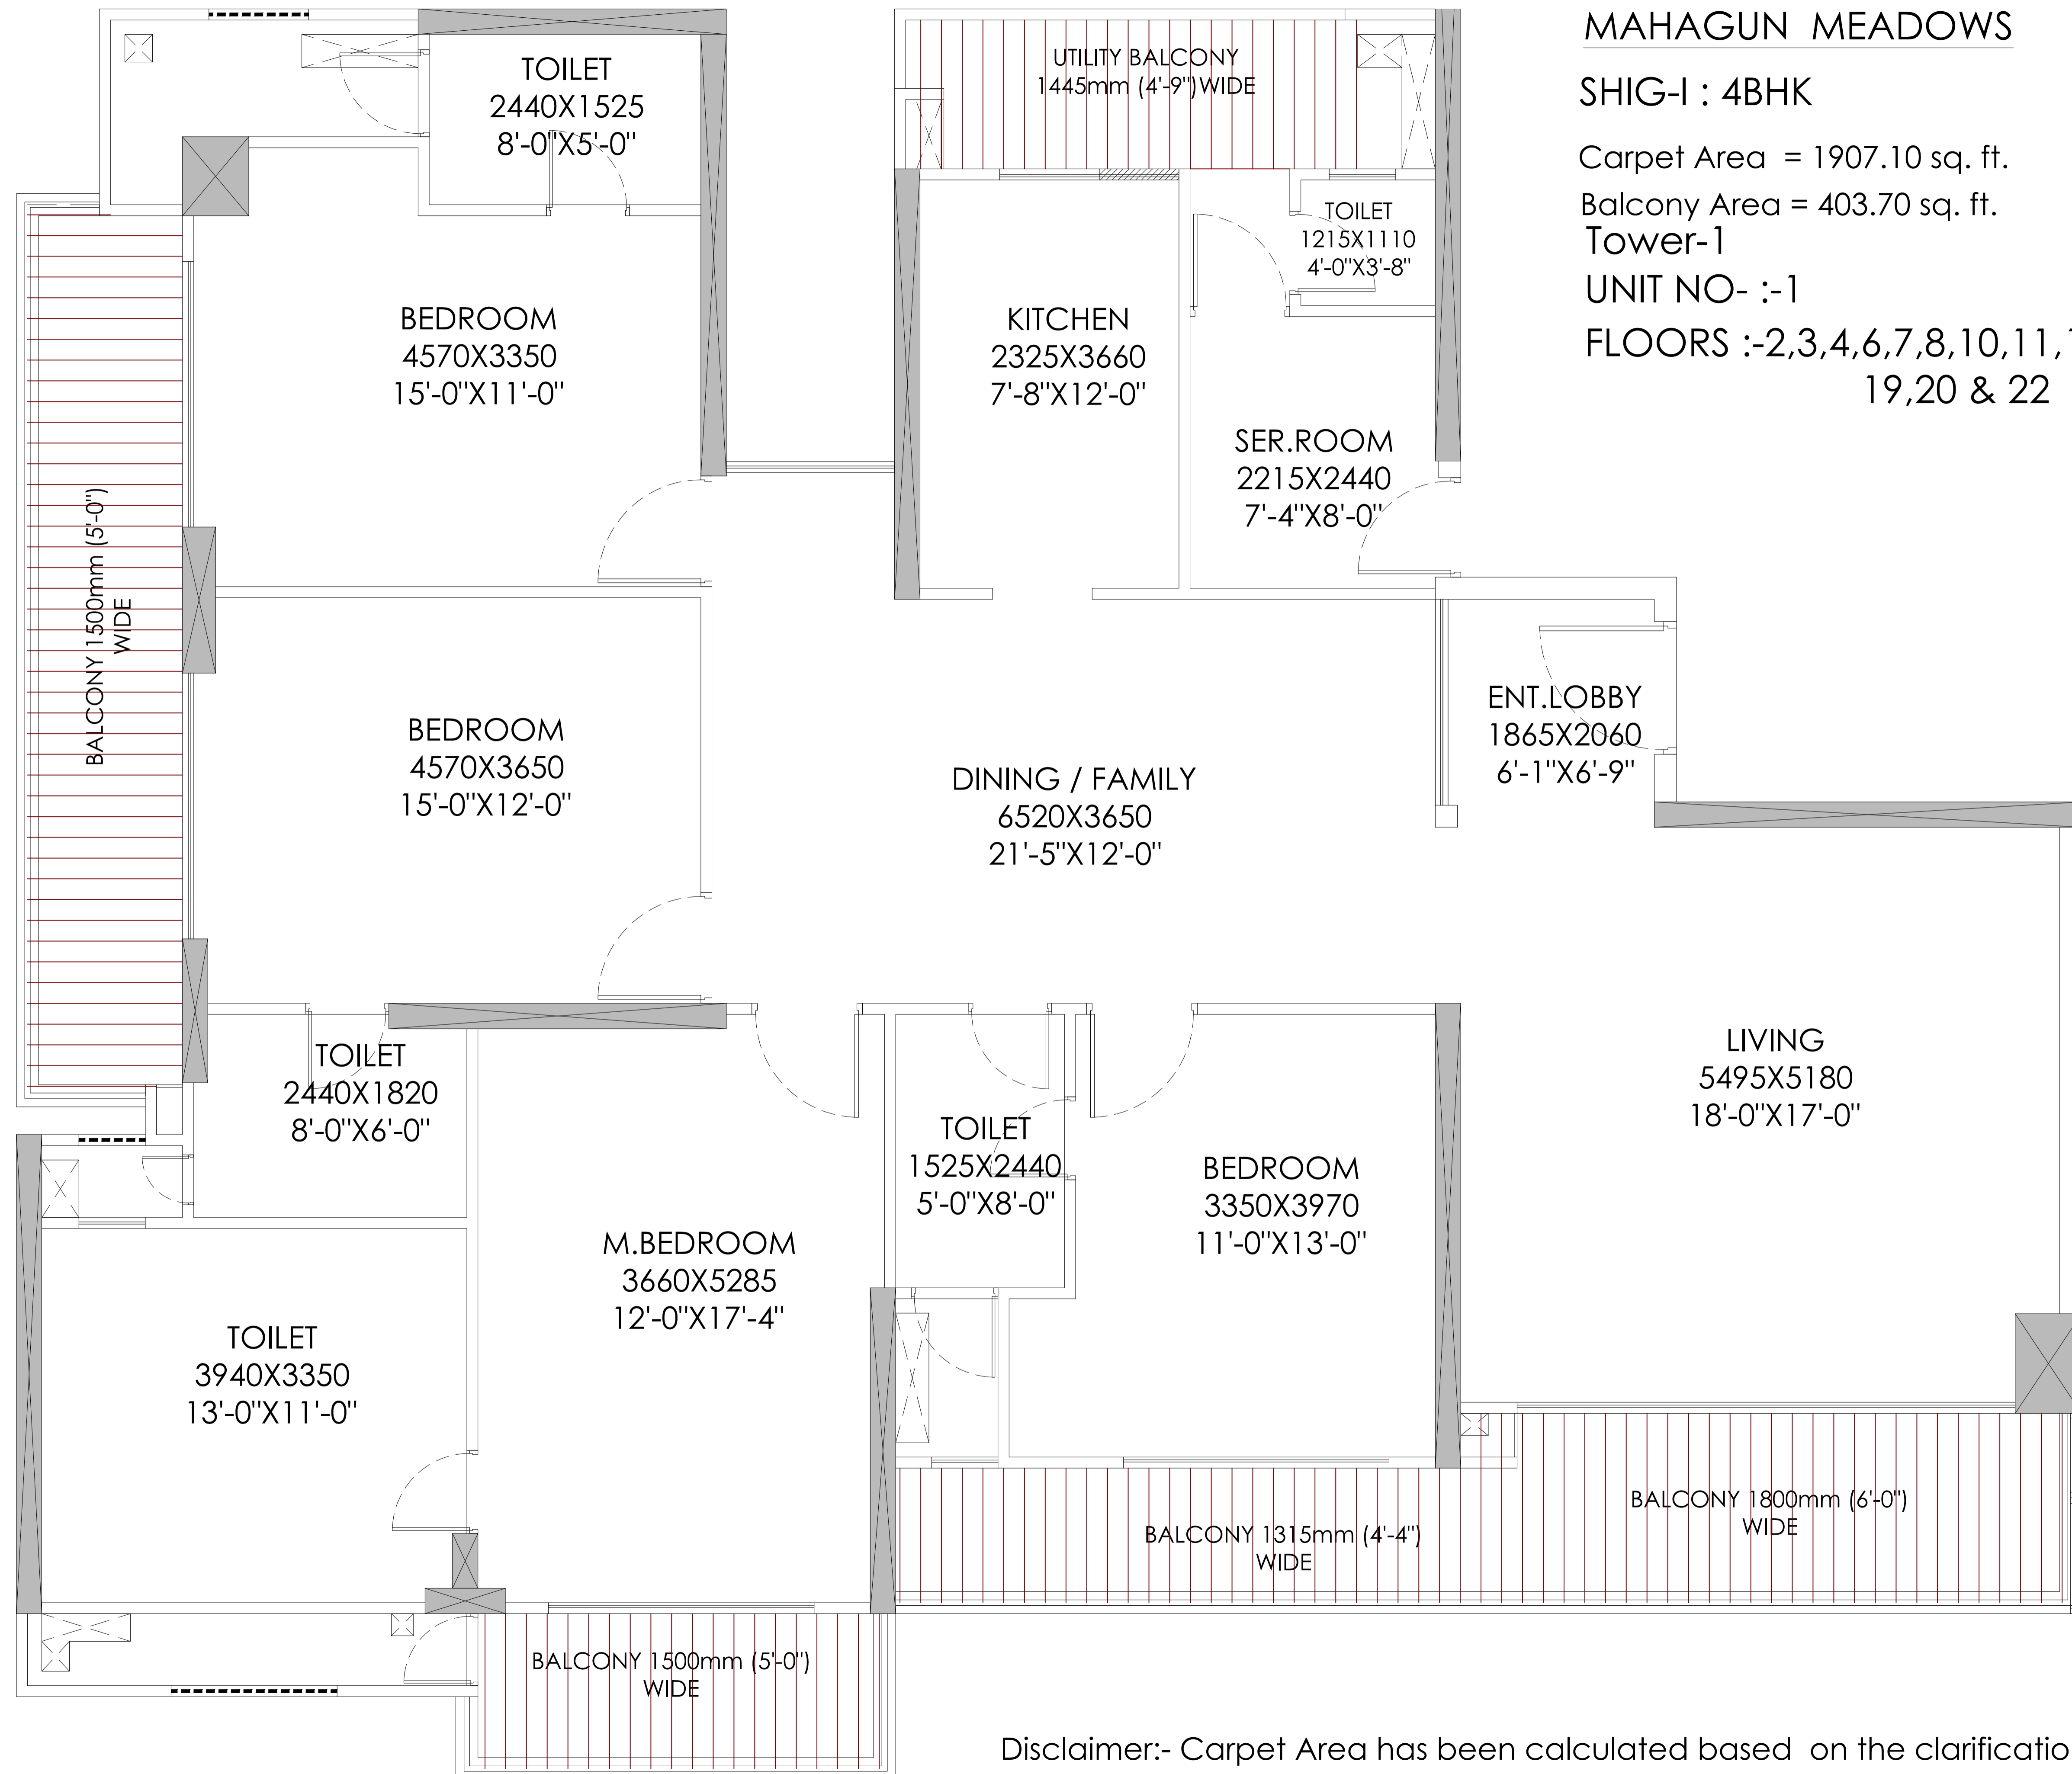 MAHAGUN MEADOWS
SHIG-I : 4BHK
Carpet Area = 1907.10 sq. ft.
Balcony Area = 403.70 sq. ft.
Tower-1
UNIT NO- :-1
FLOORS :-2,3,4,6,7,8,10,11,
19,20 & 22
TOILET
2440X1525
8'-0"X5'-0"
UTILITY BALCONY
1445mm (4'-9")WIDE
TOILET
1215X1110
4'-0"X3'-8"
BEDROOM
4570X3350
15'-0"X11'-0"
KITCHEN
2325X3660
7'-8"X12'-0"
SER.ROOM
2215X2440
7'-4"X8'-0"
BALCONY 1500mm (5'-0")
WIDE
BEDROOM
4570X3650
15'-0"X12'-0"
DINING / FAMILY
6520X3650
21'-5"X12'-0"
ENT.LOBBY
1865X2060
6'-1"X6'-9"
TOILET
2440X1820
8'-0"X6'-0"
TOILET
1525X2440
5'-0"X8'-0"
BEDROOM
3350X3970
11'-0"X13'-0"
LIVING
5495X5180
18'-0"X17'-0"
M.BEDROOM
3660X5285
12'-0"X17'-4"
TOILET
3940X3350
13'-0"X11'-0"
BALCONY 1315mm (4'-4")
WIDE
BALCONY 1800mm (6'-0")
WIDE
BALCONY 1500mm (5'-0")
WIDE
Disclaimer:- Carpet Area has been calculated based on the clarificatio